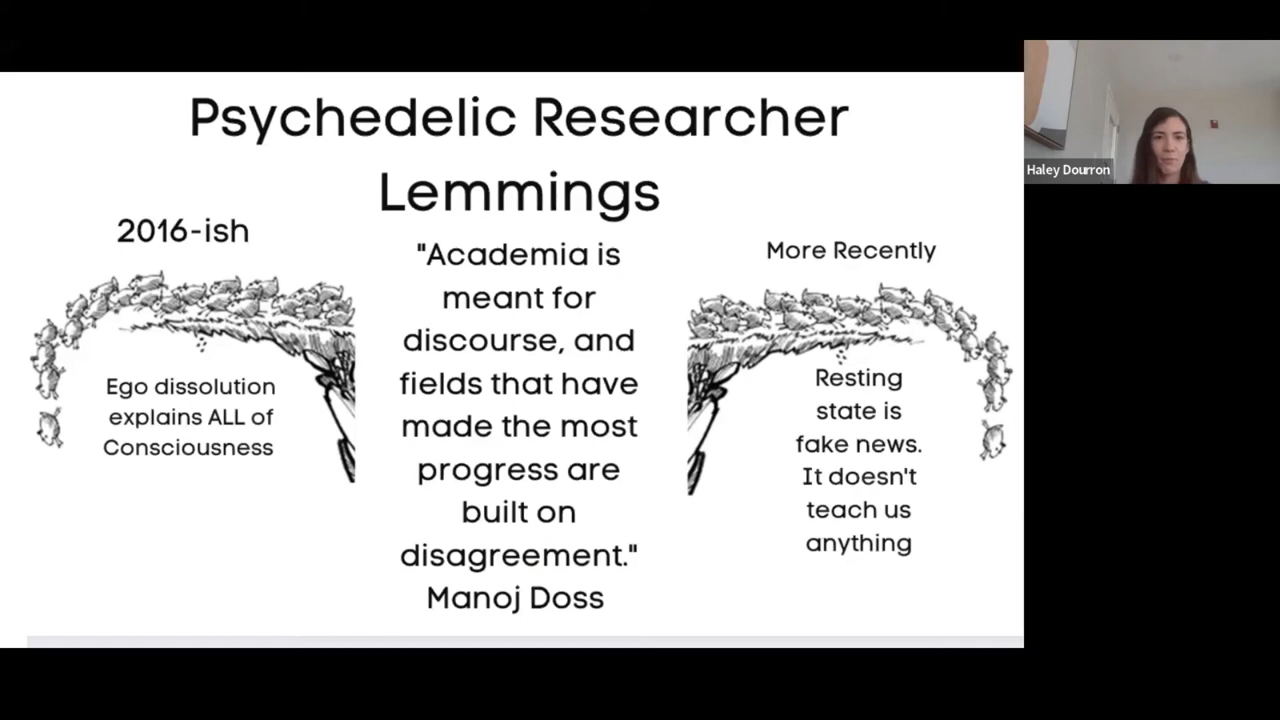 Psychedelic Researcher
Lemmings
2016-ish
Ego dissolution
explains ALL of
Consciousness
"Academia is
meant for
discourse, and
fields that have
made the most
progress are
built on
disagreement."
Manoj Doss
More Recently
Resting
state is
fake news.
It doesn't
teach us
anything
Haley Dourron